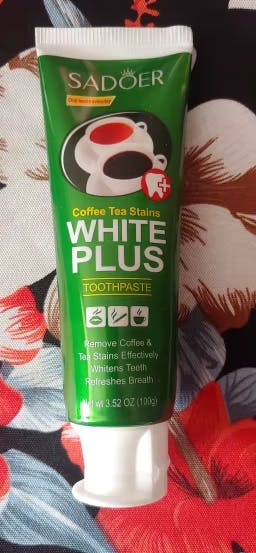 SADOER
Coffee Tea Stains
WHITE
PLUS
TOOTHPASTE
Remove Coffee &
Tea Stains Effectively
Whitens Teeth
Refreshes Breath
Net wt 3.52 OZ (100g)